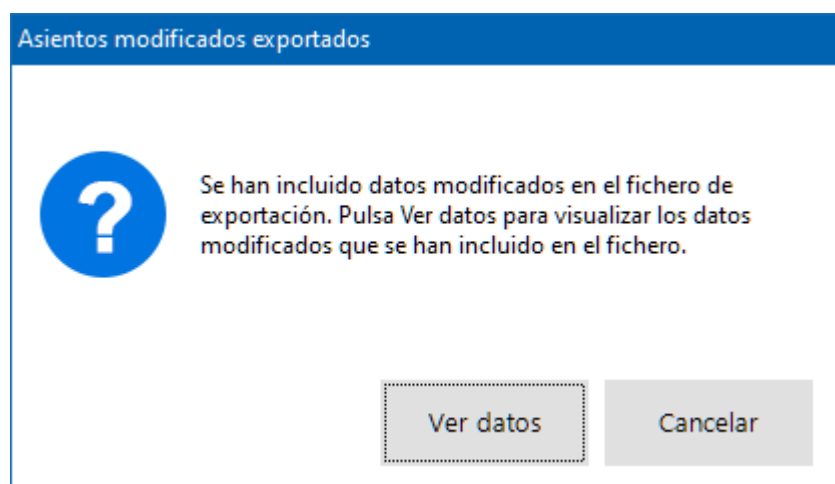 Asientos modificados exportados
Se han incluido datos modificados en el fichero de
exportación. Pulsa Ver datos para visualizar los datos
modificados que se han incluido en el fichero.
Ver datos
Cancelar